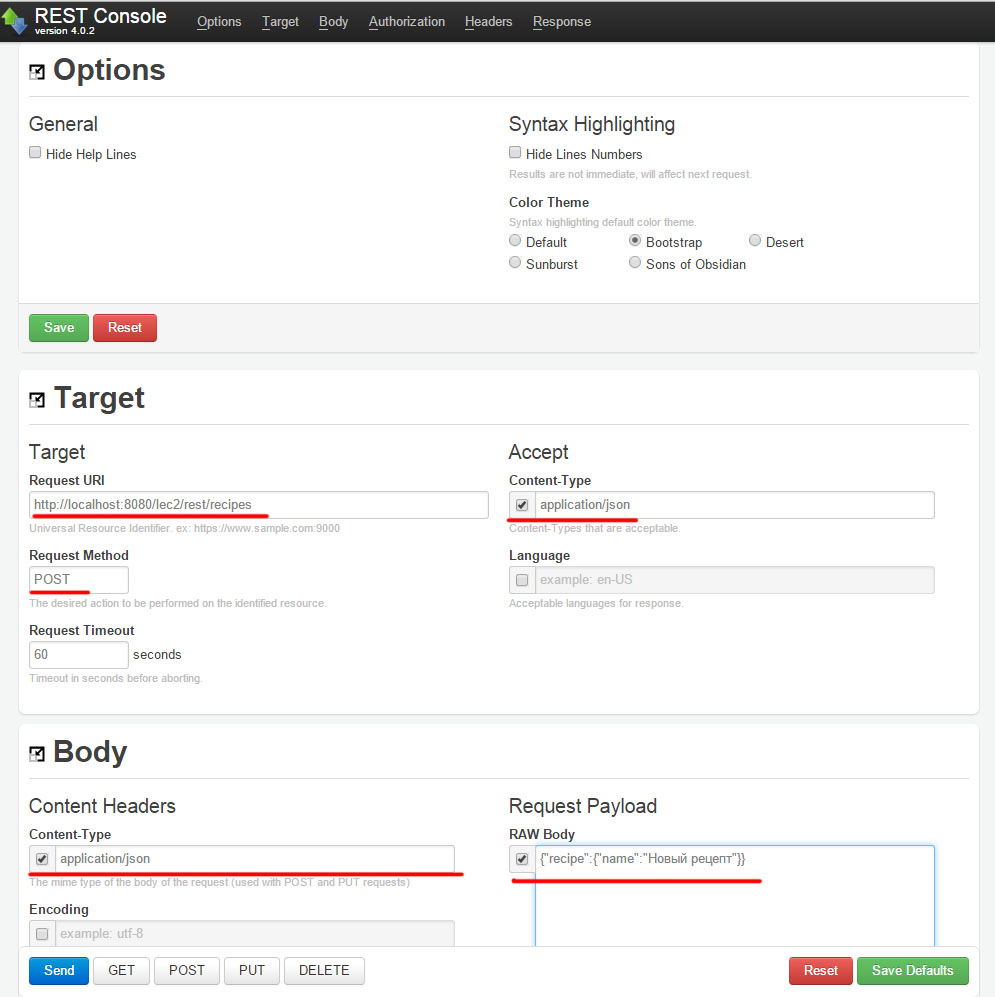 REST Console
version 4.0.2
Options Target Body Authorization Headers Response
Options
General
Hide Help Lines
Syntax Highlighting
Hide Lines Numbers
Results are not immediate, will affect next request.
Color Theme
Syntax highlighting default color theme.
Default Bootstrap Desert
Sunburst Sons of Obsidian
Save Reset
Target
Target
Request URI
http://localhost:8080/lec2/rest/recipes
Universal Resource Identifier. ex: https://www.sample.com:9000
Request Method
POST
The desired action to be performed on the identified resource.
Request Timeout
60 seconds
Timeout in seconds before aborting.
Accept
Content-Type
application/json
Content-Types that are acceptable.
Language
example: en-US
Acceptable languages for response.
Body
Content Headers
Content-Type
application/json
The mime type of the body of the request (used with POST and PUT requests)
Encoding
example: utf-8
Request Payload
RAW Body
{"recipe":{"name":"Новый рецепт"}}
Send GET POST PUT DELETE Reset Save Defaults